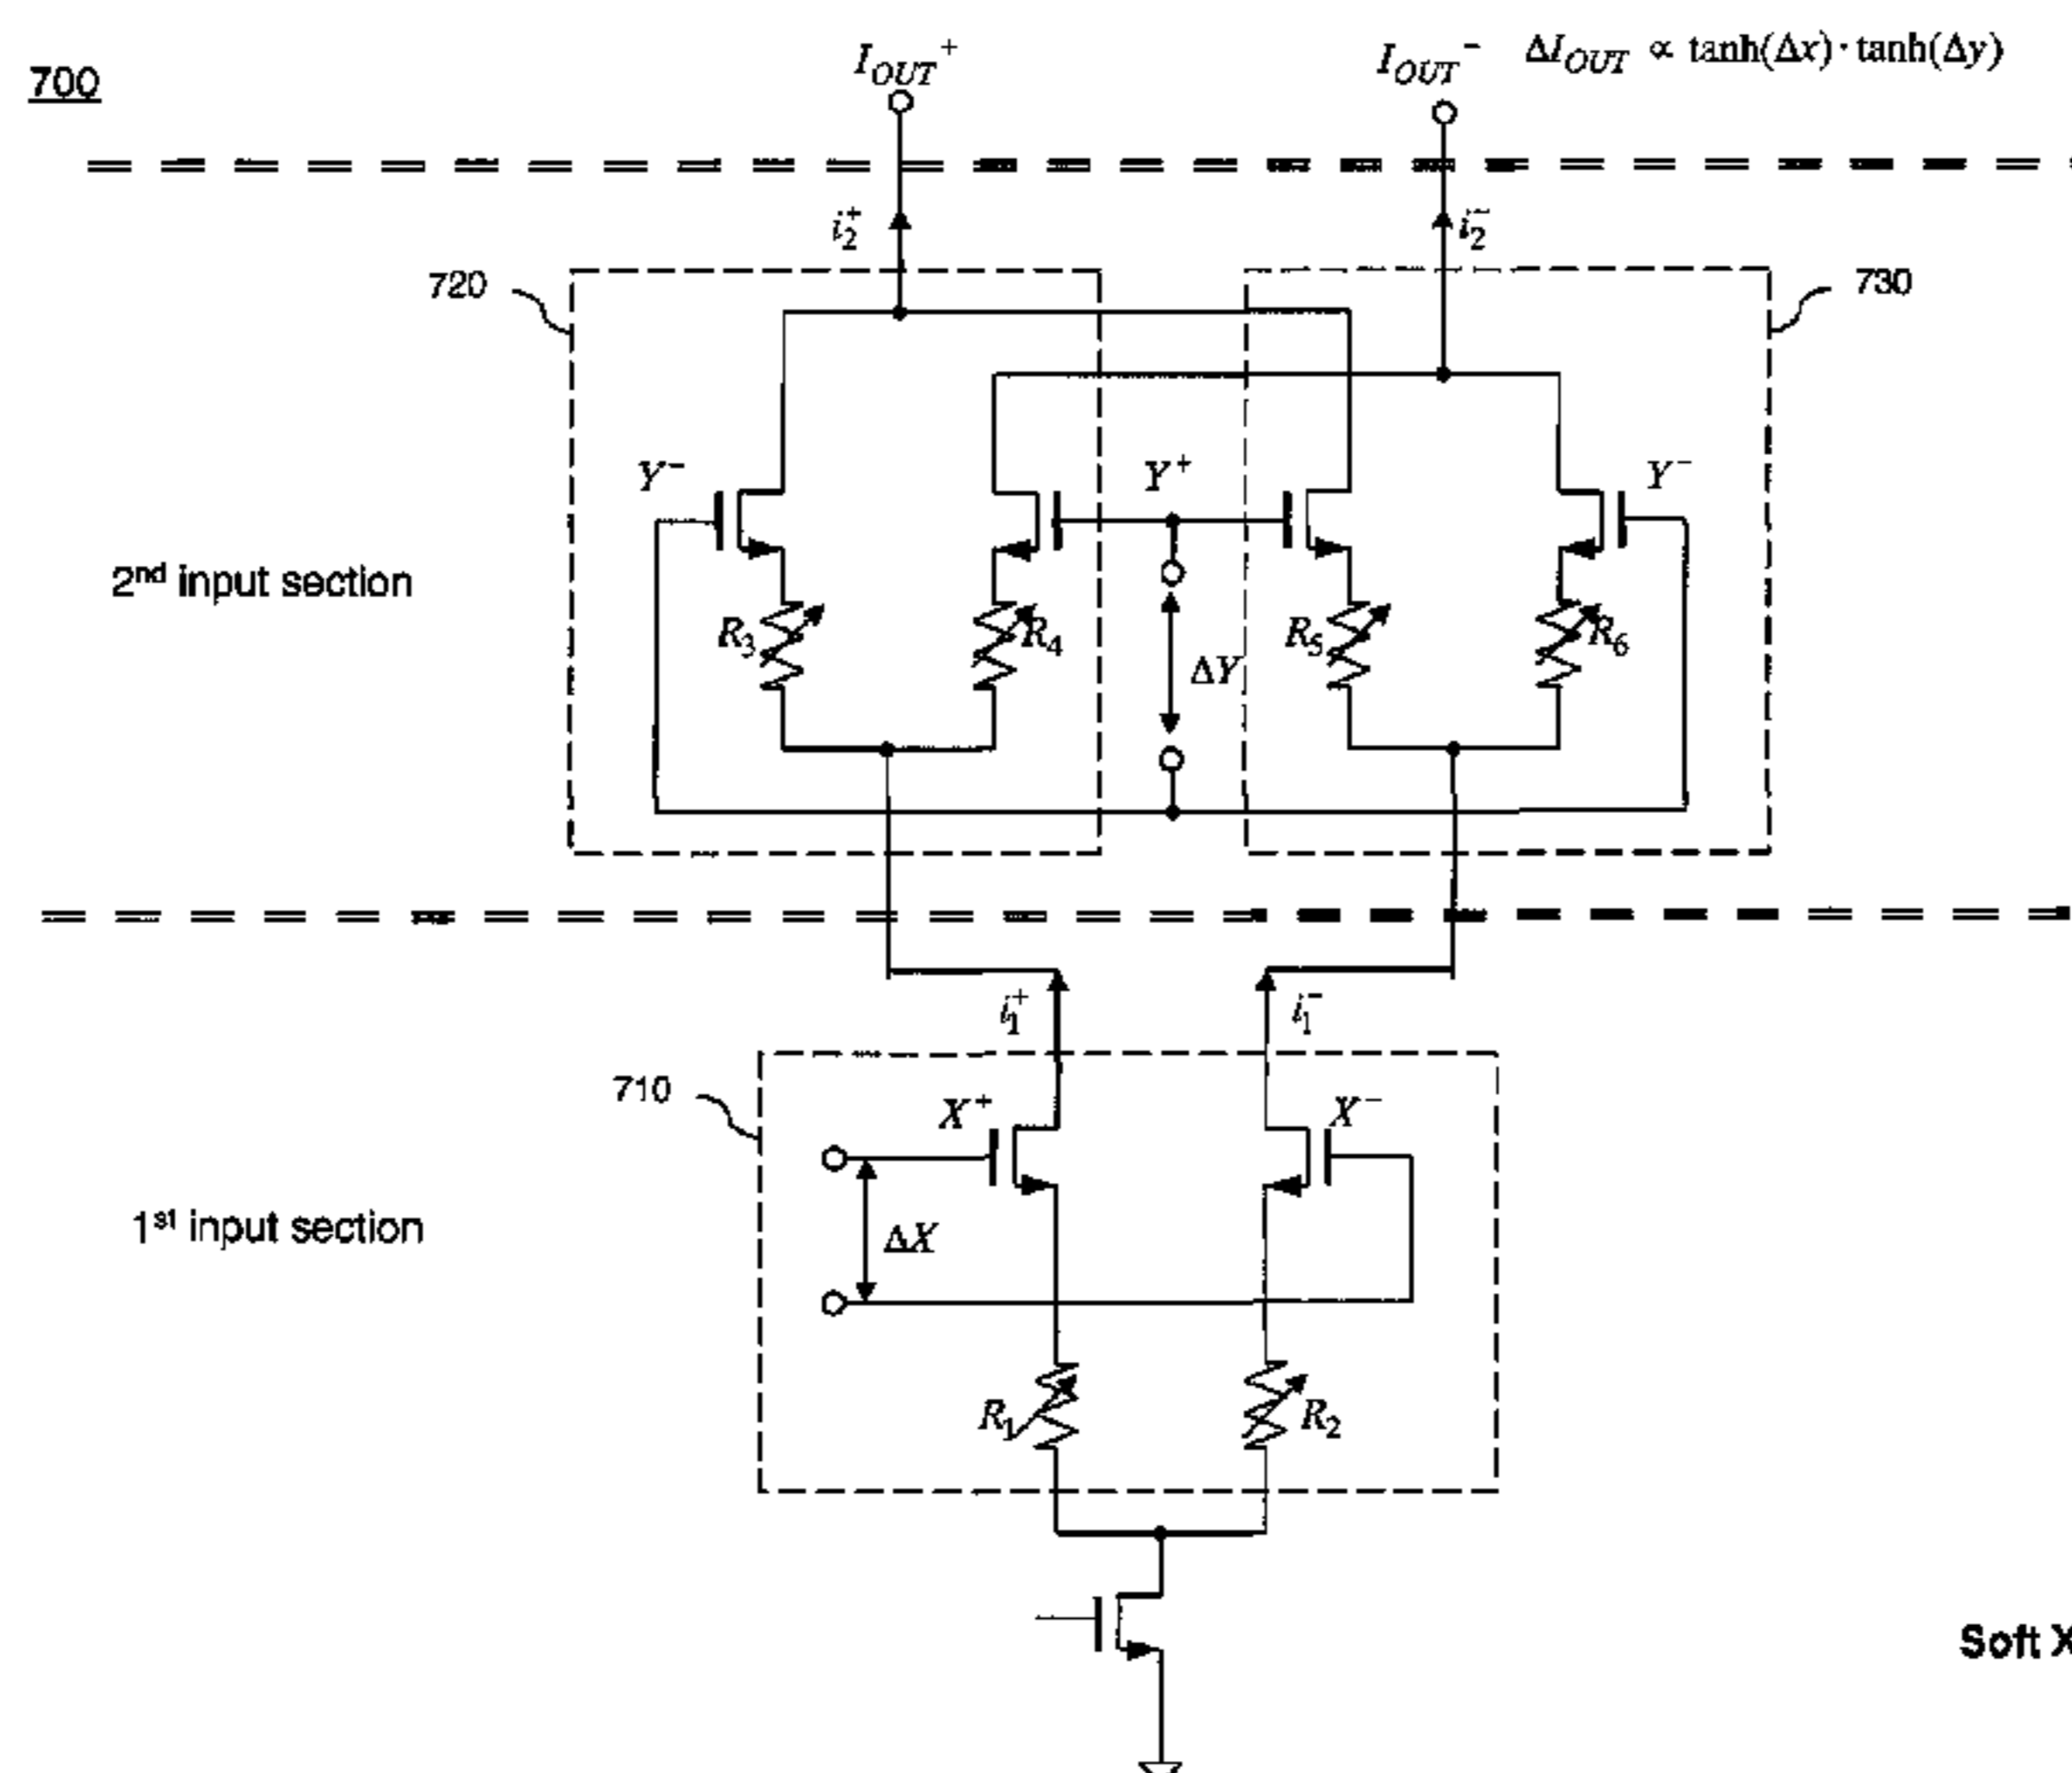 700
I_OUT^+
I_OUT^-
ΔI_OUT ∝ tanh(Δx)·tanh(Δy)
i_2^+
i_2^-
720
730
Y^-
Y^+
Y^-
2nd input section
R_3
R_4
ΔY
R_5
R_6
i_1^+
i_1^-
710
X^+
X^-
1st input section
ΔX
R_1
R_2
Soft X